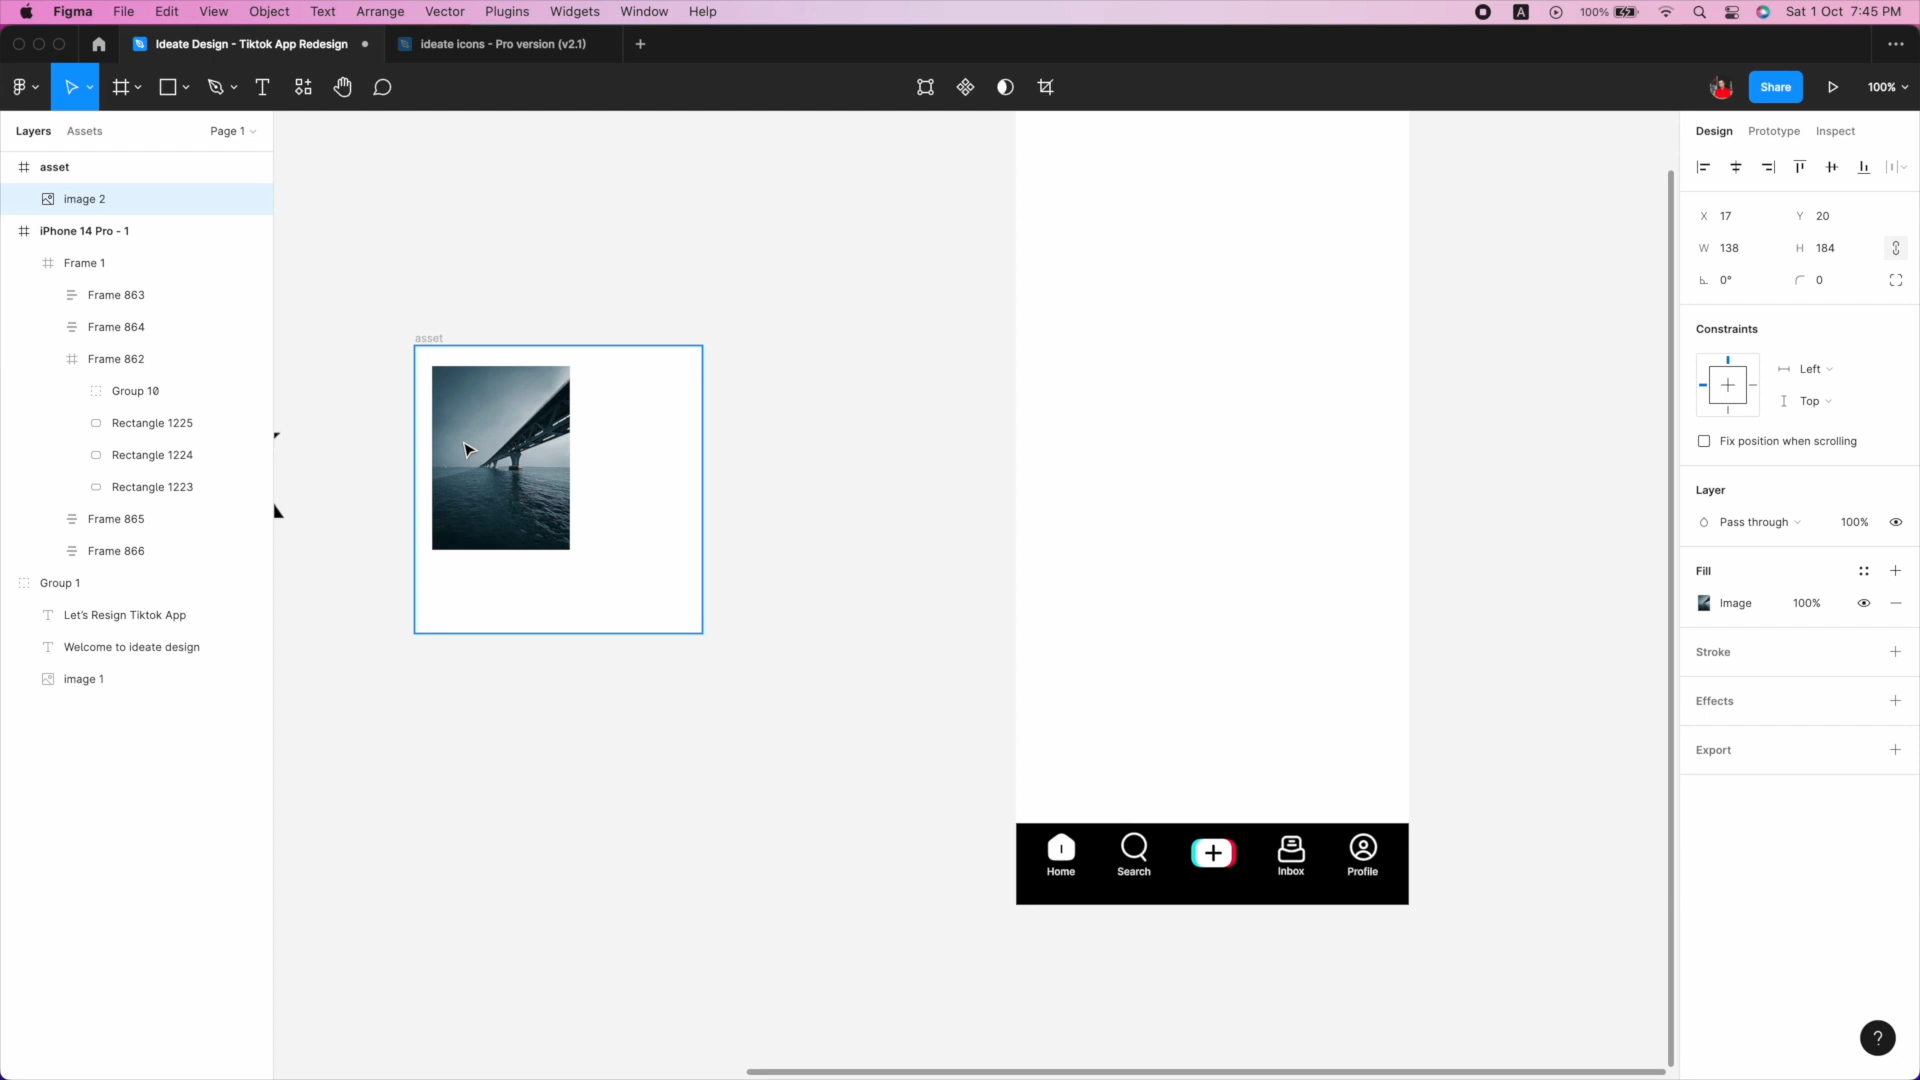 Figma File Edit View Object Text Arrange Vector Plugins Widgets Window Help A 100% Sat 1 Oct 7:45 PM
Ideate Design - Tiktok App Redesign ideate icons - Pro version (v2.1)
Share 100%
Layers Assets Page 1
asset
image 2
iPhone 14 Pro - 1
Frame 1
Frame 863
Frame 864
Frame 862
Group 10
Rectangle 1225
Rectangle 1224
Rectangle 1223
Frame 865
Frame 866
Group 1
Let's Resign Tiktok App
Welcome to ideate design
image 1
asset
Home Search Inbox Profile
Design Prototype Inspect
X 17 Y 20
W 138 H 184
0° 0
Constraints
Left
Top
Fix position when scrolling
Layer
Pass through 100%
Fill
Image 100%
Stroke
Effects
Export
?